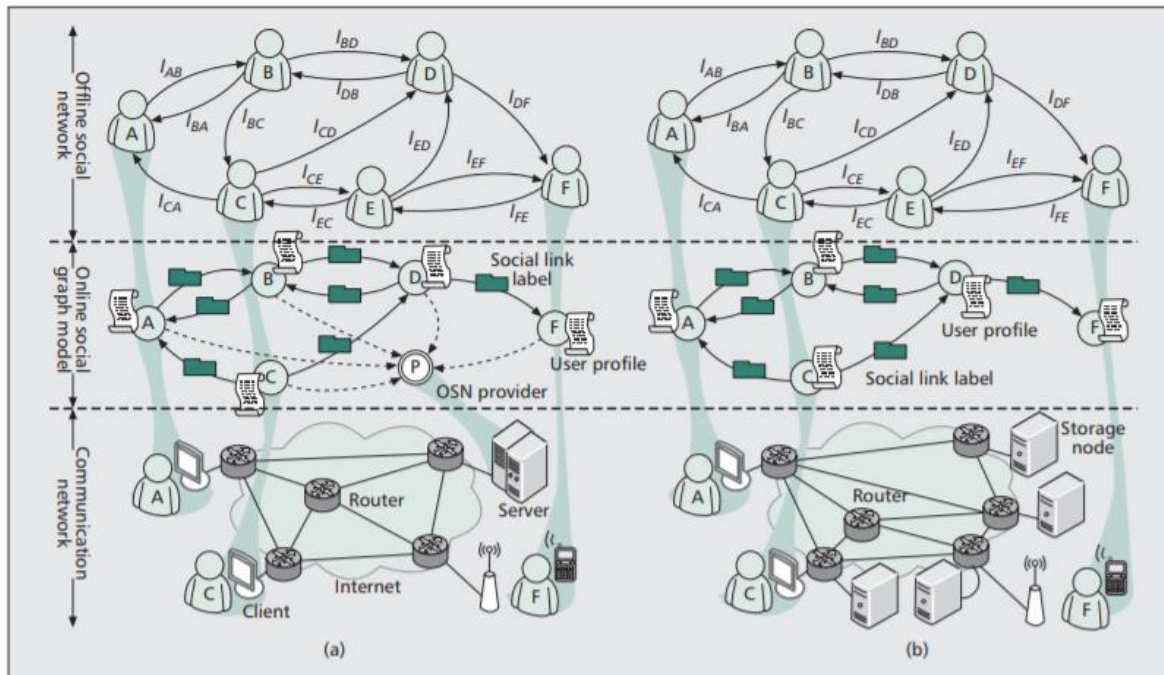 Offline social
network
Online social
graph model
Communication
network
I_BD
I_AB
B
D
I_DB
I_DF
A
I_BA
I_BC
I_CD
I_ED
I_EF
I_CE
C
E
F
I_CA
I_EC
I_FE
Social link
label
B
D
A
F
User profile
C
P
OSN provider
A
Router
Server
C
Client
Internet
F
(a)
I_BD
I_AB
B
D
I_DB
I_DF
A
I_BA
I_BC
I_CD
I_ED
I_EF
I_CE
C
E
F
I_CA
I_EC
I_FE
B
D
A
User profile
F
C
Social link label
Storage
node
A
Router
C
F
(b)